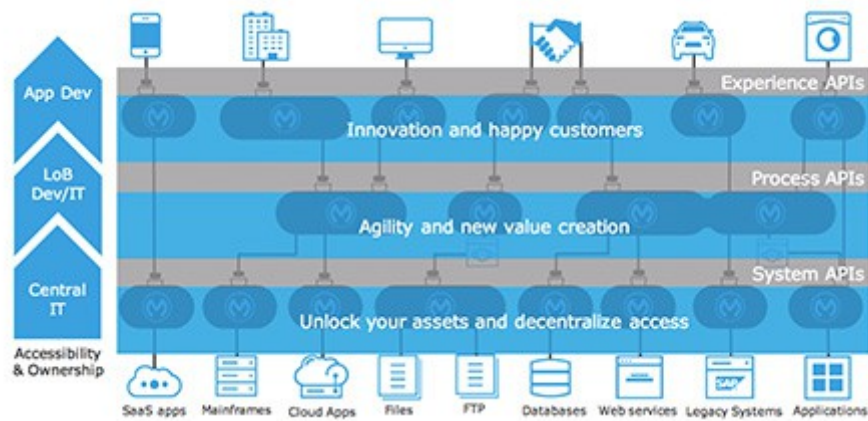 Experience APIs
App Dev
Innovation and happy customers
LoB
Dev/IT
Process APIs
Agility and new value creation
System APIs
Central
IT
Unlock your assets and decentralize access
Accessibility
& Ownership
SAP
SaaS apps
Mainframes
Cloud Apps
Files
FTP
Databases
Web services
Legacy Systems
Applications